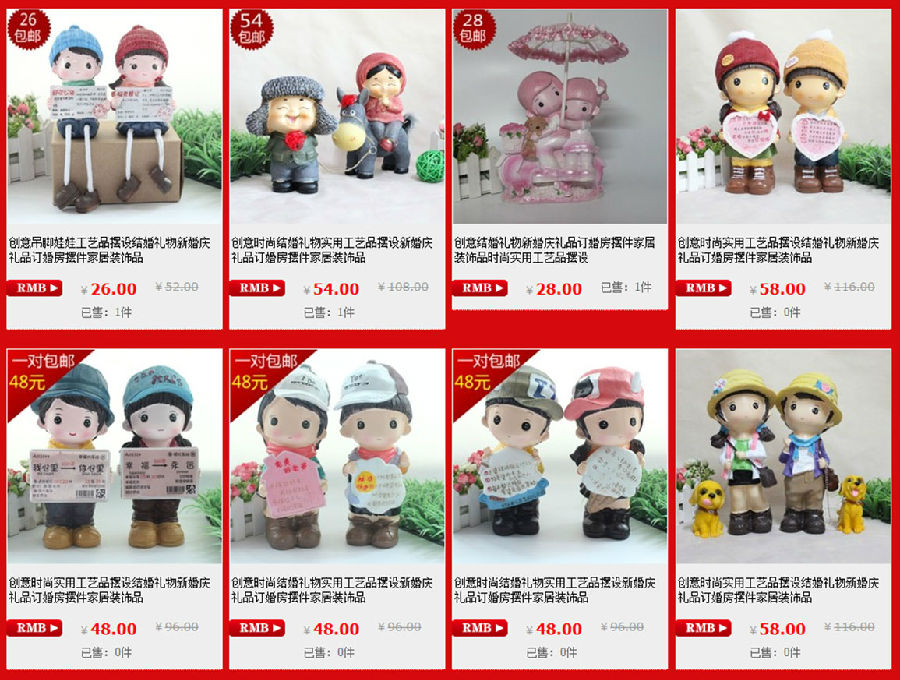 26
包邮
54
包邮
28
包邮
创意吊脚娃娃工艺品摆设结婚礼物新婚庆
礼品订婚房摆件家居装饰品
RMB
¥26.00
¥52.00
已售：1件
创意时尚结婚礼物实用工艺品摆设新婚庆
礼品订婚房摆件家居装饰品
RMB
¥54.00
¥108.00
已售：1件
创意结婚礼物新婚庆礼品订婚房摆件家居
装饰品时尚实用工艺品摆设
RMB
¥28.00
已售：1件
创意时尚实用工艺品摆设结婚礼物新婚庆
礼品订婚房摆件家居装饰品
RMB
¥58.00
¥116.00
已售：0件
一对包邮
48元
我心里 你心里
幸福 永恒
创意时尚实用工艺品摆设结婚礼物新婚庆
礼品订婚房摆件家居装饰品
RMB
¥48.00
¥96.00
已售：0件
一对包邮
48元
创意时尚结婚礼物实用工艺品摆设新婚庆
礼品订婚房摆件家居装饰品
RMB
¥48.00
¥96.00
已售：0件
一对包邮
48元
创意时尚结婚礼物实用工艺品摆设新婚庆
礼品订婚房摆件家居装饰品
RMB
¥48.00
¥96.00
已售：0件
创意时尚实用工艺品摆设结婚礼物新婚庆
礼品订婚房摆件家居装饰品
RMB
¥58.00
¥116.00
已售：0件